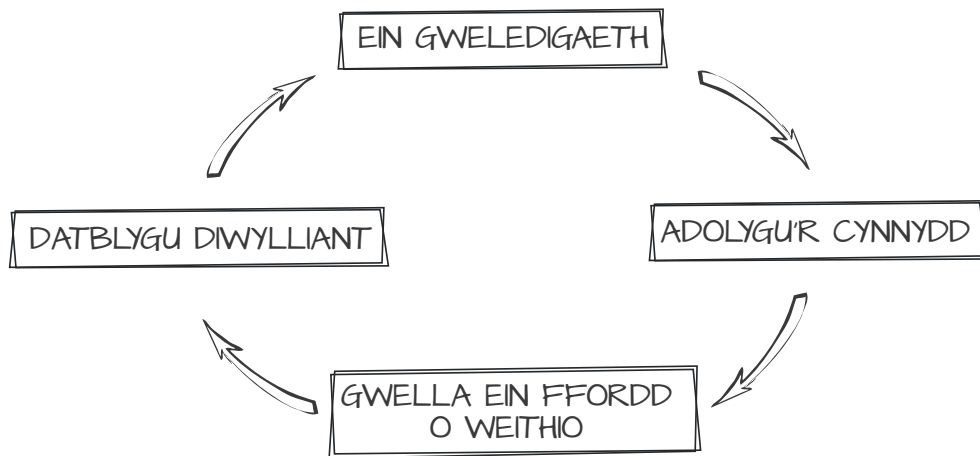 EIN GWELEDIGAETH
DATBLYGU DIWYLLIANT
ADOLYGU'R CYNNYDD
GWELLA EIN FFORDD
O WEITHIO